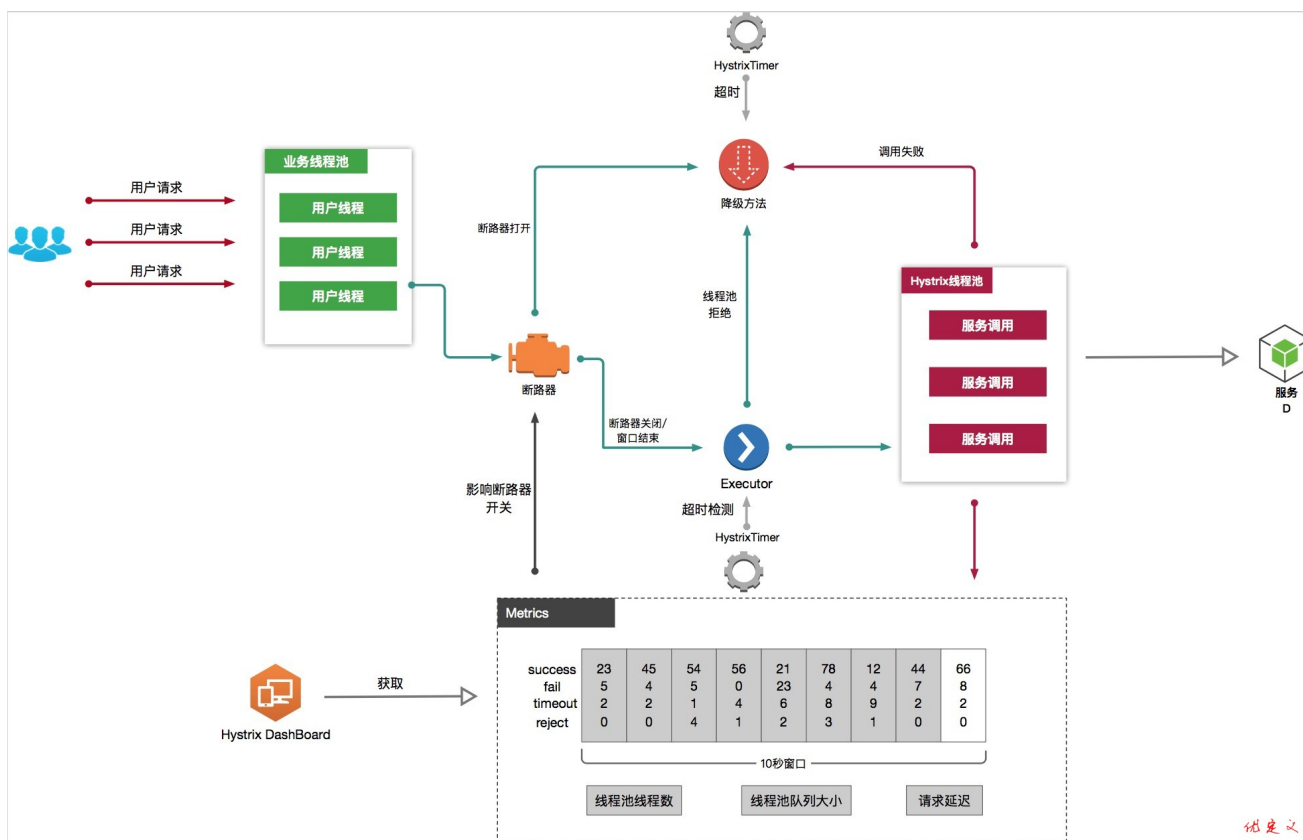 HystrixTimer
超时
业务线程池
调用失败
用户请求
用户线程
降级方法
用户请求
断路器打开
用户线程
用户请求
Hystrix线程池
用户线程
线程池
拒绝
服务调用
服务调用
断路器
服务
D
断路器关闭/
窗口结束
服务调用
Executor
影响断路器
开关
超时检测
HystrixTimer
Metrics
success 23 45 54 56 21 78 12 44 66
fail 5 4 5 0 23 4 4 7 8
timeout 2 2 1 4 6 8 9 2 2
reject 0 0 4 1 2 3 1 0 0
获取
Hystrix DashBoard
10秒窗口
线程池线程数 线程池队列大小 请求延迟
优定义